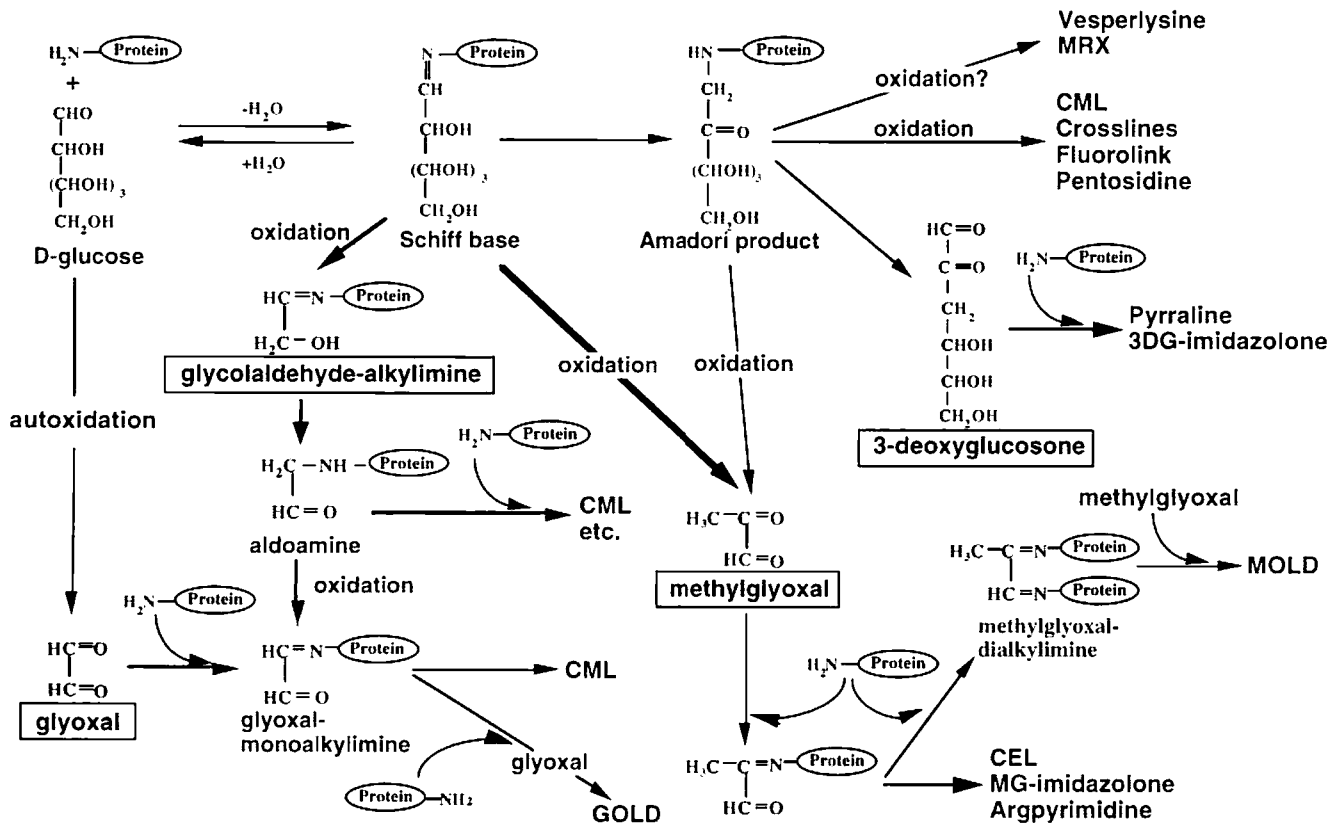 H2N-Protein
+
CHO
CHOH
(CHOH)3
CH2OH
D-glucose
-H2O
+H2O
N-Protein
CH
CHOH
(CHOH)3
CH2OH
Schiff base
HN-Protein
CH2
C=O
(CHOH)3
CH2OH
Amadori product
oxidation?
Vesperlysine
MRX
oxidation
CML
Crosslines
Fluorolink
Pentosidine
HC=O
C=O
CH2
CHOH
CHOH
CH2OH
3-deoxyglucosone
H2N-Protein
Pyrraline
3DG-imidazolone
oxidation
HC=N-Protein
H2C-OH
glycolaldehyde-alkylimine
oxidation
oxidation
autoxidation
H2C-NH-Protein
HC=O
aldoamine
H2N-Protein
CML
etc.
oxidation
H3C-C=O
HC=O
methylglyoxal
methylglyoxal
H3C-C=N-Protein
HC=N-Protein
methylglyoxal-
dialkylimine
MOLD
HC=O
HC=O
glyoxal
H2N-Protein
HC=N-Protein
HC=O
glyoxal-
monoalkylimine
CML
Protein-NH2
glyoxal
GOLD
H2N-Protein
H3C-C=N-Protein
HC=O
CEL
MG-imidazolone
Argpyrimidine